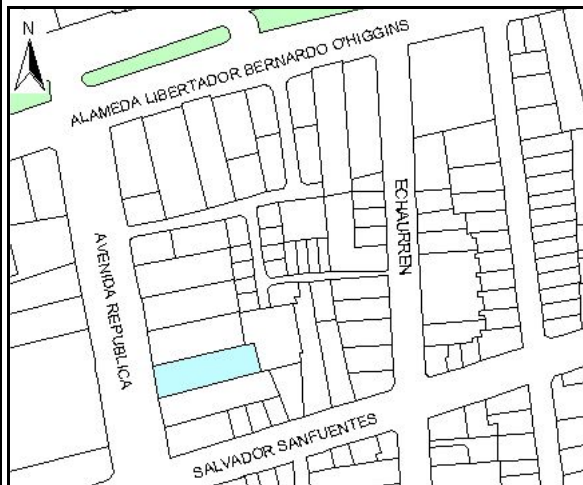 N
ALAMEDA LIBERTADOR BERNARDO O'HIGGINS
ECHAURREN
AVENIDA REPUBLICA
SALVADOR SANFUENTES